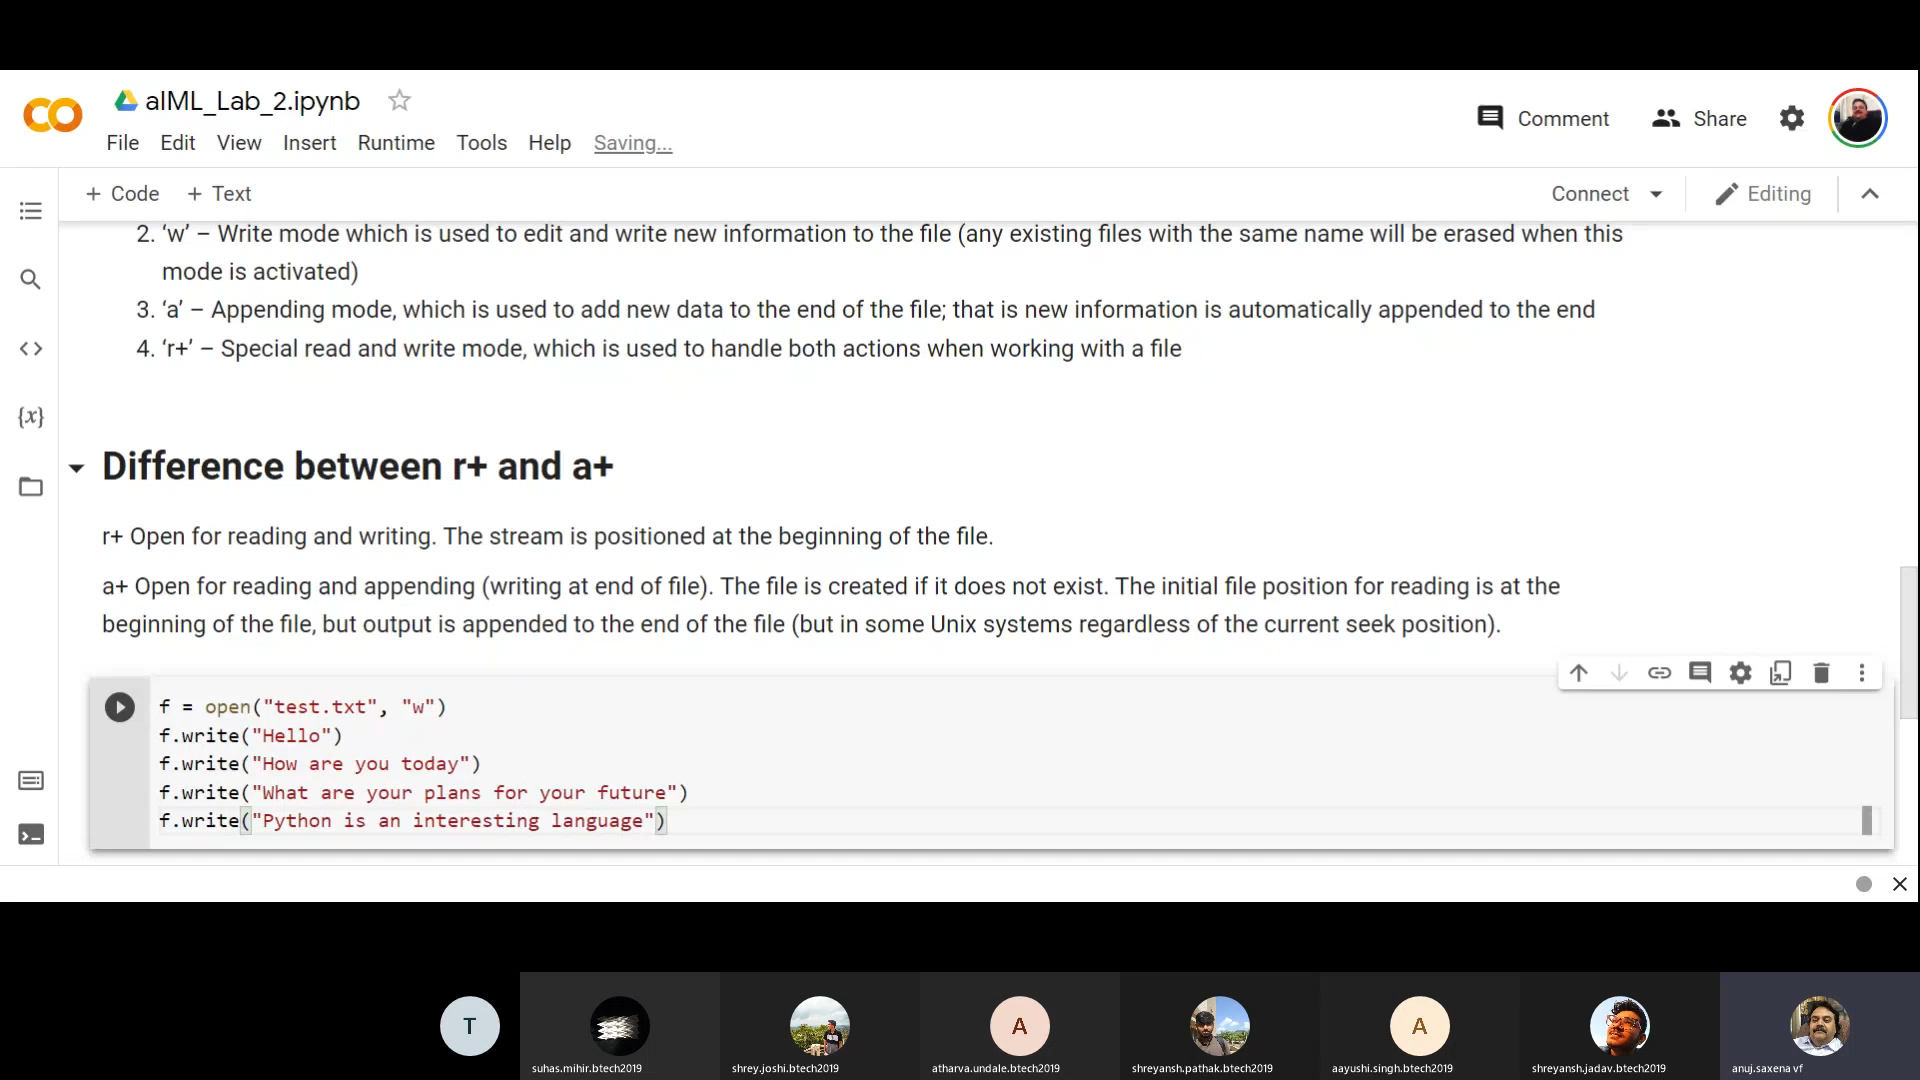 aIML_Lab_2.ipynb
File Edit View Insert Runtime Tools Help Saving...
Comment Share
+ Code + Text
Connect Editing
2. ‘w’ – Write mode which is used to edit and write new information to the file (any existing files with the same name will be erased when this
mode is activated)
3. ‘a’ – Appending mode, which is used to add new data to the end of the file; that is new information is automatically appended to the end
4. ‘r+’ – Special read and write mode, which is used to handle both actions when working with a file
Difference between r+ and a+
r+ Open for reading and writing. The stream is positioned at the beginning of the file.
a+ Open for reading and appending (writing at end of file). The file is created if it does not exist. The initial file position for reading is at the
beginning of the file, but output is appended to the end of the file (but in some Unix systems regardless of the current seek position).
f = open("test.txt", "w")
f.write("Hello")
f.write("How are you today")
f.write("What are your plans for your future")
f.write("Python is an interesting language")
T
A
A
suhas.mihir.btech2019
shrey.joshi.btech2019
atharva.undale.btech2019
shreyansh.pathak.btech2019
aayushi.singh.btech2019
shreyansh.jadav.btech2019
anuj.saxena vf